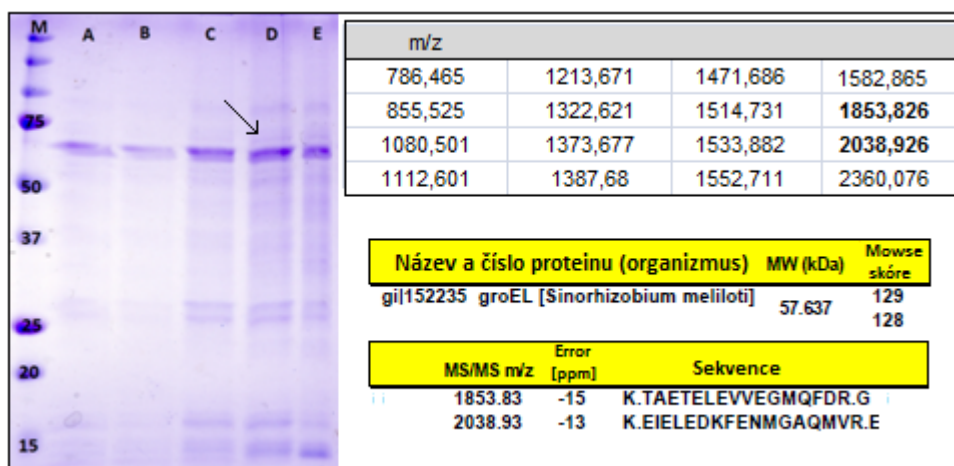 M A B C D E
75
50
37
25
20
15
m/z
786,465 1213,671 1471,686 1582,865
855,525 1322,621 1514,731 1853,826
1080,501 1373,677 1533,882 2038,926
1112,601 1387,68 1552,711 2360,076
Název a číslo proteinu (organizmus) MW (kDa) Mowse skóre
gi|152235 groEL [Sinorhizobium meliloti] 57.637 129
128
MS/MS m/z Error [ppm] Sekvence
1853.83 -15 K.TAETELEVVEGMQFDR.G
2038.93 -13 K.EIELEDKFENMGAQMVR.E